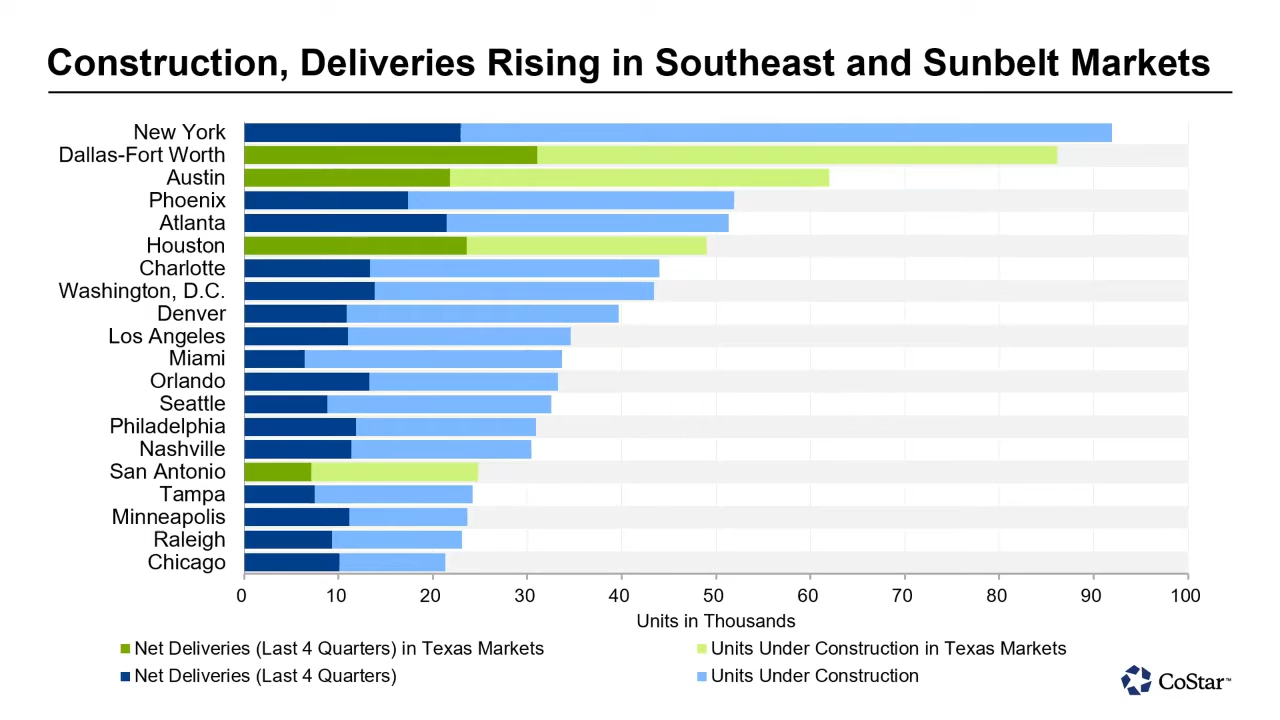 Construction, Deliveries Rising in Southeast and Sunbelt Markets
New York
Dallas-Fort Worth
Austin
Phoenix
Atlanta
Houston
Charlotte
Washington, D.C.
Denver
Los Angeles
Miami
Orlando
Seattle
Philadelphia
Nashville
San Antonio
Tampa
Minneapolis
Raleigh
Chicago
0 10 20 30 40 50 60 70 80 90 100
Units in Thousands
Net Deliveries (Last 4 Quarters) in Texas Markets
Units Under Construction in Texas Markets
Net Deliveries (Last 4 Quarters)
Units Under Construction
CoStar™